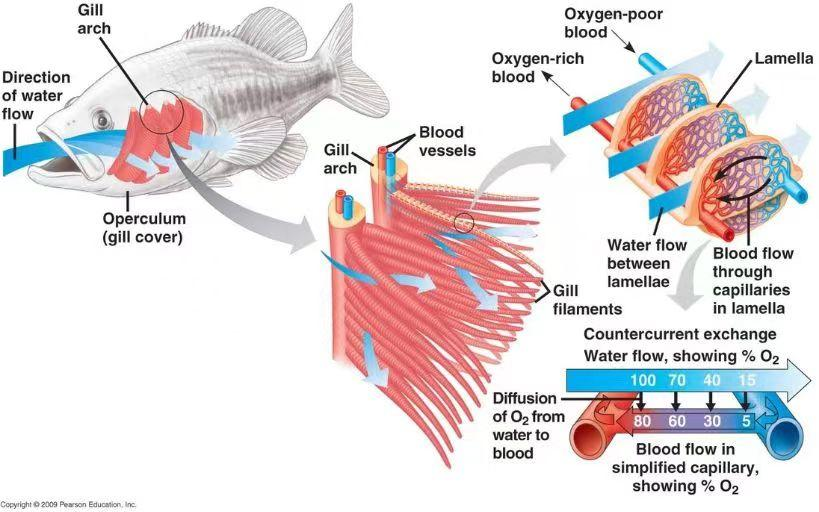 Gill
arch
Direction
of water
flow
Operculum
(gill cover)
Gill
arch
Blood
vessels
Gill
filaments
Oxygen-poor
blood
Oxygen-rich
blood
Lamella
Water flow
between
lamellae
Blood flow
through
capillaries
in lamella
Countercurrent exchange
Water flow, showing % O₂
100 70 40 15
Diffusion
of O₂ from
water to
blood
80 60 30 5
Blood flow in
simplified capillary,
showing % O₂
Copyright © 2009 Pearson Education, Inc.